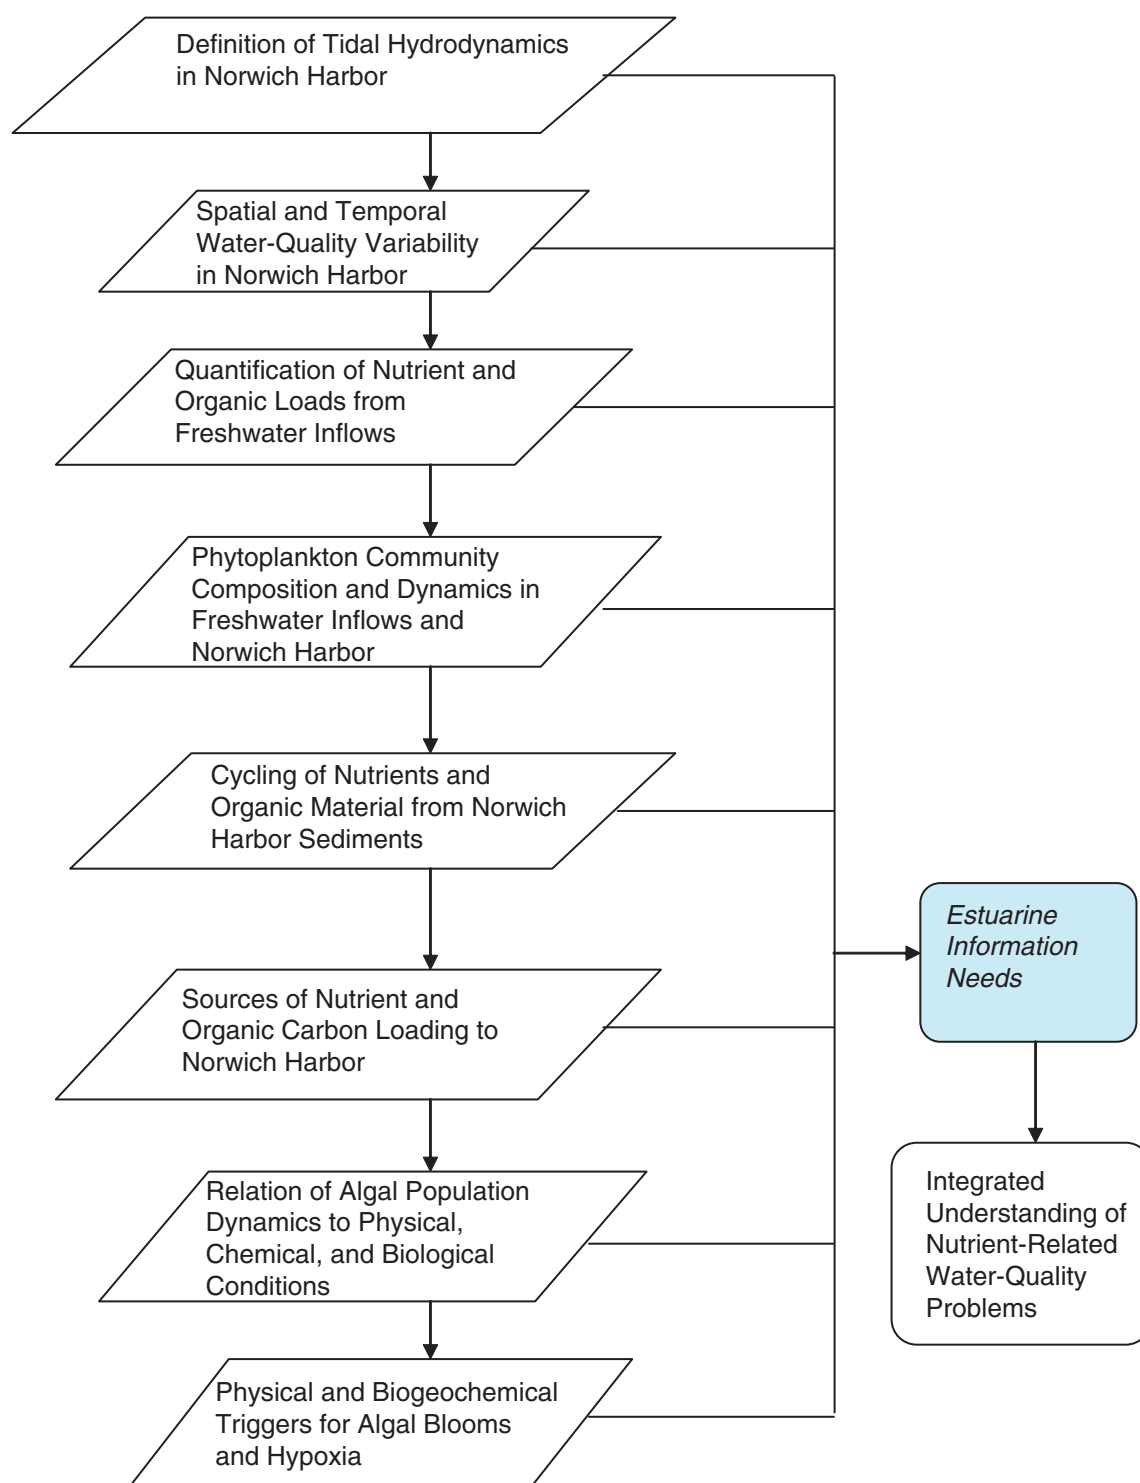 Definition of Tidal Hydrodynamics
in Norwich Harbor
Spatial and Temporal
Water-Quality Variability
in Norwich Harbor
Quantification of Nutrient and
Organic Loads from
Freshwater Inflows
Phytoplankton Community
Composition and Dynamics in
Freshwater Inflows and
Norwich Harbor
Cycling of Nutrients and
Organic Material from Norwich
Harbor Sediments
Sources of Nutrient and
Organic Carbon Loading to
Norwich Harbor
Relation of Algal Population
Dynamics to Physical,
Chemical, and Biological
Conditions
Physical and Biogeochemical
Triggers for Algal Blooms
and Hypoxia
Estuarine
Information
Needs
Integrated
Understanding of
Nutrient-Related
Water-Quality
Problems